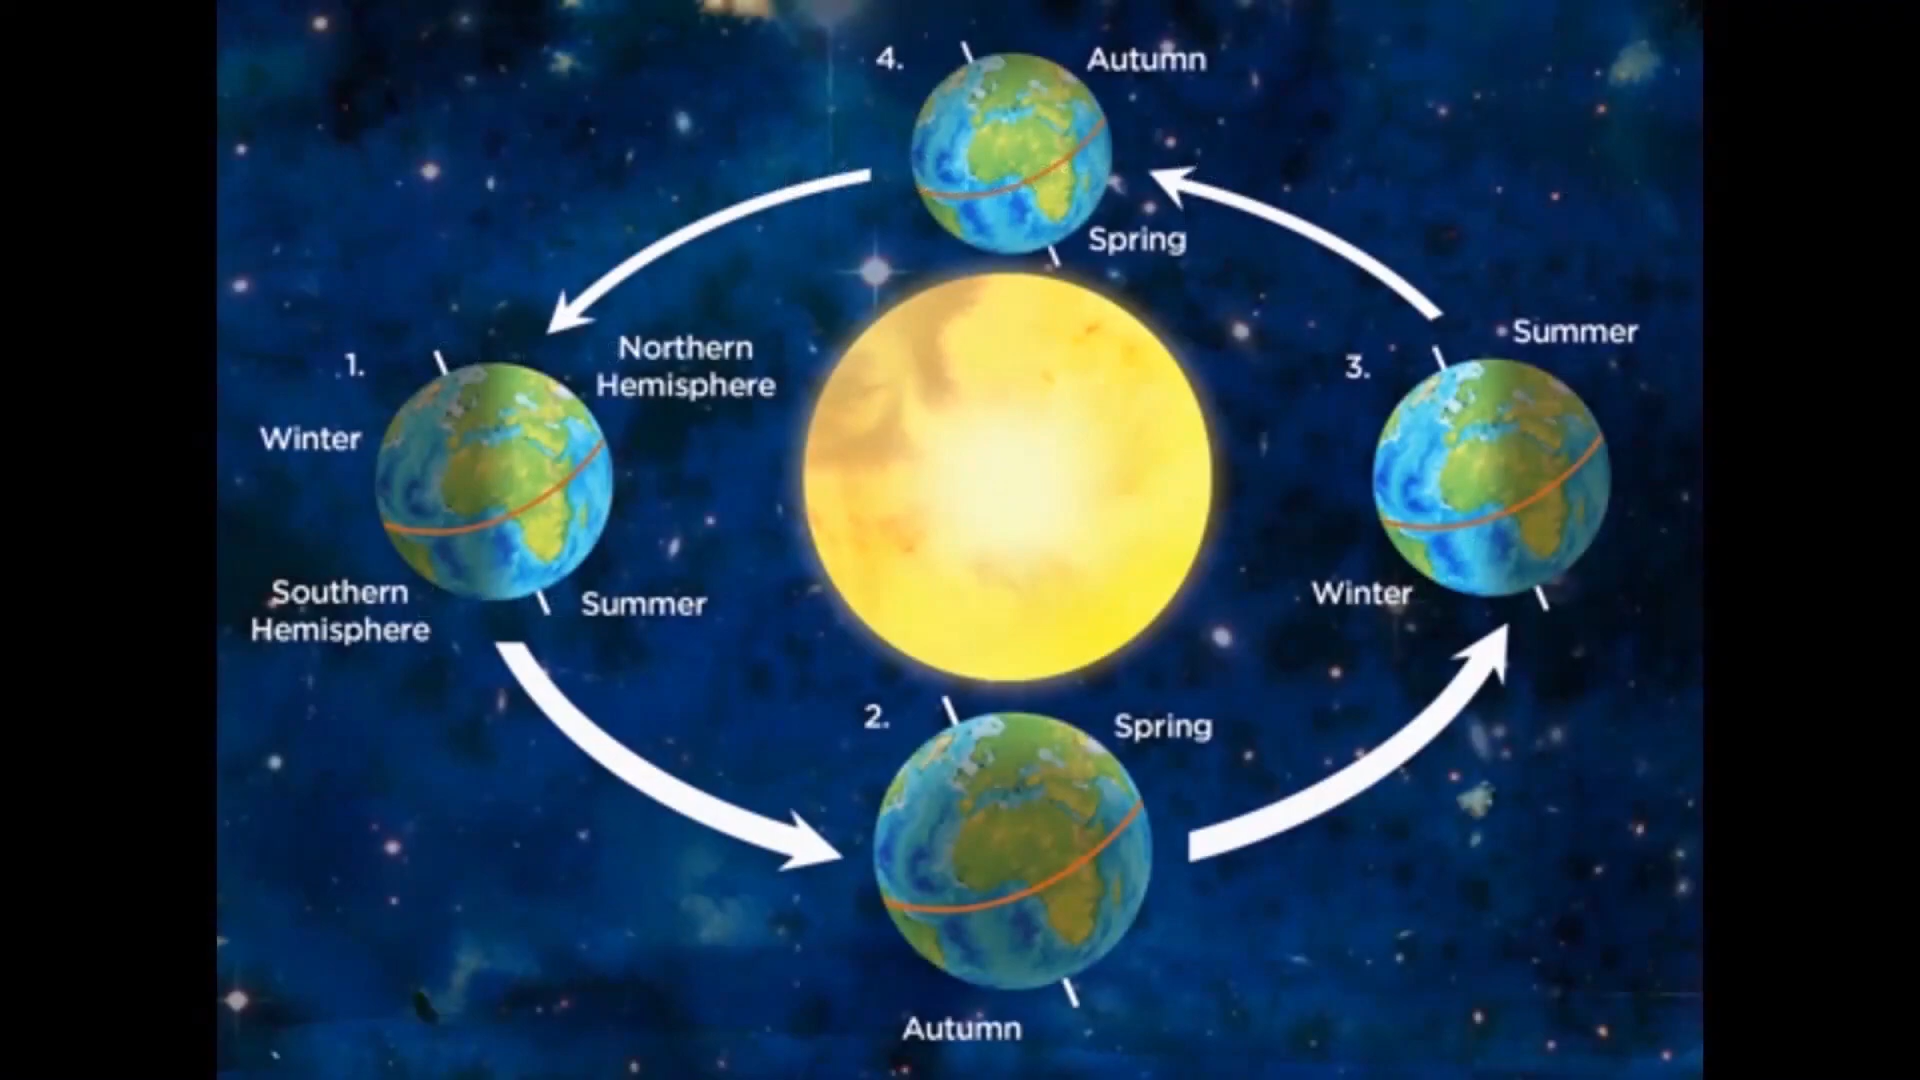 4.
Autumn
Spring
1.
Northern
Hemisphere
Winter
Southern
Hemisphere
Summer
3.
Summer
Winter
2.
Spring
Autumn